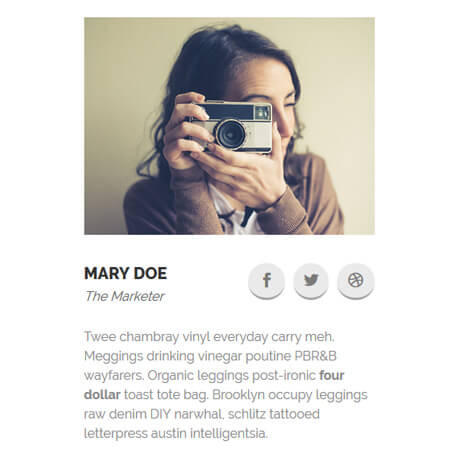 MARY DOE
The Marketer
Twee chambray vinyl everyday carry meh.
Meggings drinking vinegar poutine PBR&B
wayfarers. Organic leggings post-ironic four
dollar toast tote bag. Brooklyn occupy leggings
raw denim DIY narwhal, schlitz tattooed
letterpress austin intelligentsia.